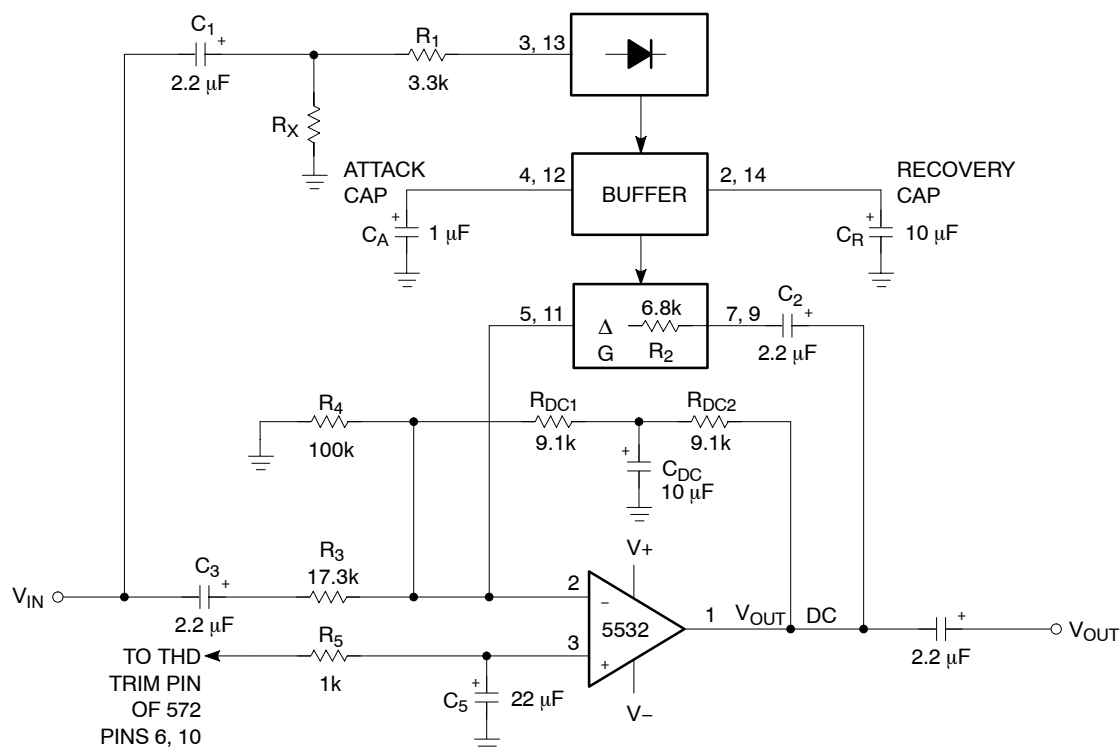 C1
+
2.2 μF
R1
3.3k
3, 13
RX
ATTACK
CAP
4, 12
BUFFER
2, 14
RECOVERY
CAP
+
CA
1 μF
+
CR
10 μF
5, 11
Δ
G
6.8k
R2
7, 9
C2
+
2.2 μF
R4
100k
RDC1
9.1k
RDC2
9.1k
+
CDC
10 μF
VIN
C3
+
2.2 μF
R3
17.3k
2
−
V+
5532
1
VOUT
DC
+
2.2 μF
VOUT
3
+
V−
TO THD
TRIM PIN
OF 572
PINS 6, 10
R5
1k
+
C5
22 μF